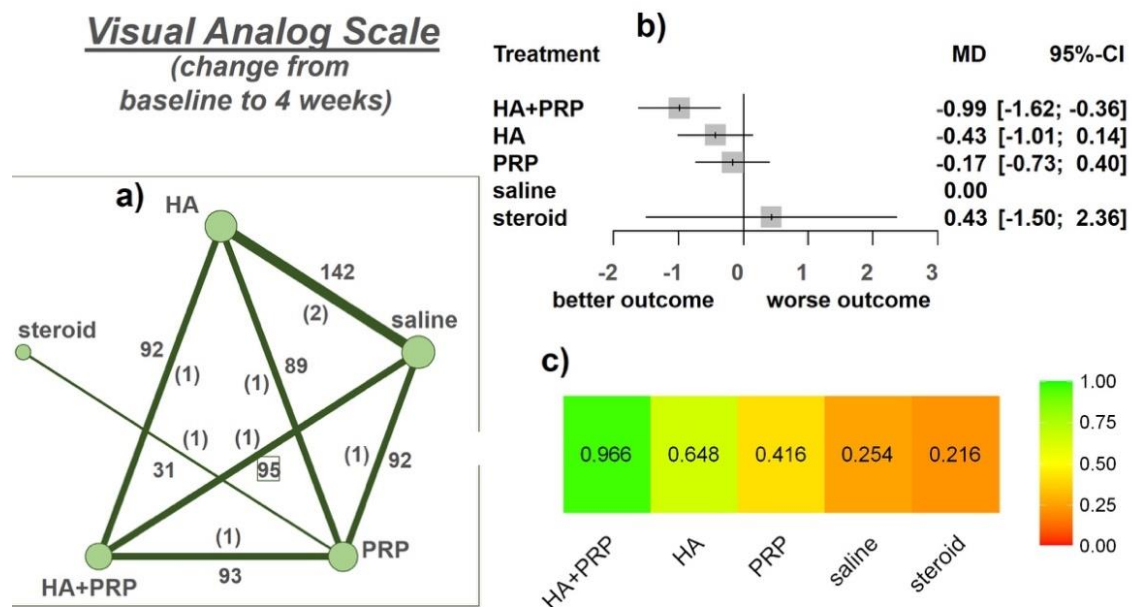 Visual Analog Scale
(change from
baseline to 4 weeks)
a)
HA
142
(2)
saline
steroid
92
(1)
89
(1)
(1)
(1)
(1)
92
31
95
(1)
PRP
HA+PRP
93
b)
Treatment MD 95%-CI
HA+PRP -0.99 [-1.62; -0.36]
HA -0.43 [-1.01; 0.14]
PRP -0.17 [-0.73; 0.40]
saline 0.00
steroid 0.43 [-1.50; 2.36]
-2 -1 0 1 2 3
better outcome worse outcome
c)
0.966 0.648 0.416 0.254 0.216
HA+PRP HA PRP saline steroid
1.00
0.75
0.50
0.25
0.00